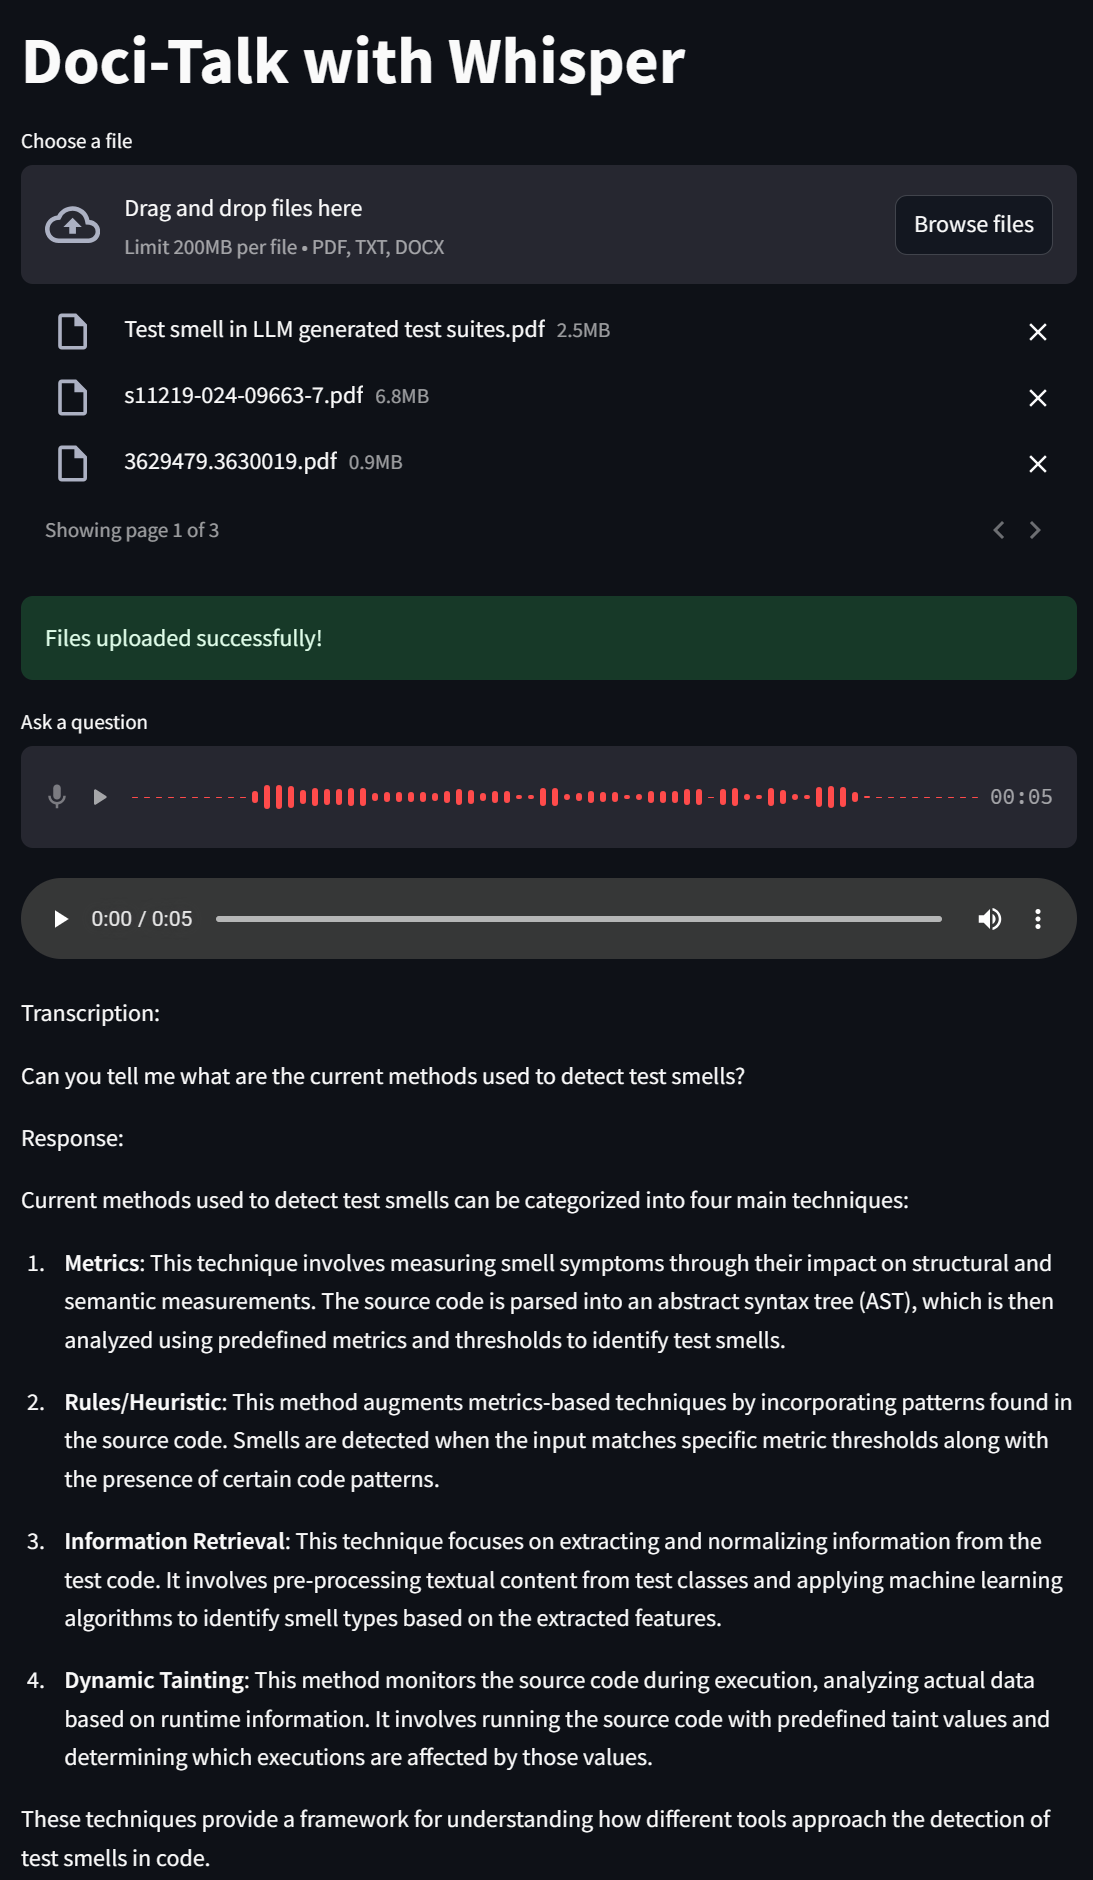 Doci-Talk with Whisper
Choose a file
Drag and drop files here
Limit 200MB per file • PDF, TXT, DOCX
Browse files
Test smell in LLM generated test suites.pdf 2.5MB
s11219-024-09663-7.pdf 6.8MB
3629479.3630019.pdf 0.9MB
Showing page 1 of 3
Files uploaded successfully!
Ask a question
00:05
0:00 / 0:05
Transcription:
Can you tell me what are the current methods used to detect test smells?
Response:
Current methods used to detect test smells can be categorized into four main techniques:
1. Metrics: This technique involves measuring smell symptoms through their impact on structural and
semantic measurements. The source code is parsed into an abstract syntax tree (AST), which is then
analyzed using predefined metrics and thresholds to identify test smells.
2. Rules/Heuristic: This method augments metrics-based techniques by incorporating patterns found in
the source code. Smells are detected when the input matches specific metric thresholds along with
the presence of certain code patterns.
3. Information Retrieval: This technique focuses on extracting and normalizing information from the
test code. It involves pre-processing textual content from test classes and applying machine learning
algorithms to identify smell types based on the extracted features.
4. Dynamic Tainting: This method monitors the source code during execution, analyzing actual data
based on runtime information. It involves running the source code with predefined taint values and
determining which executions are affected by those values.
These techniques provide a framework for understanding how different tools approach the detection of
test smells in code.